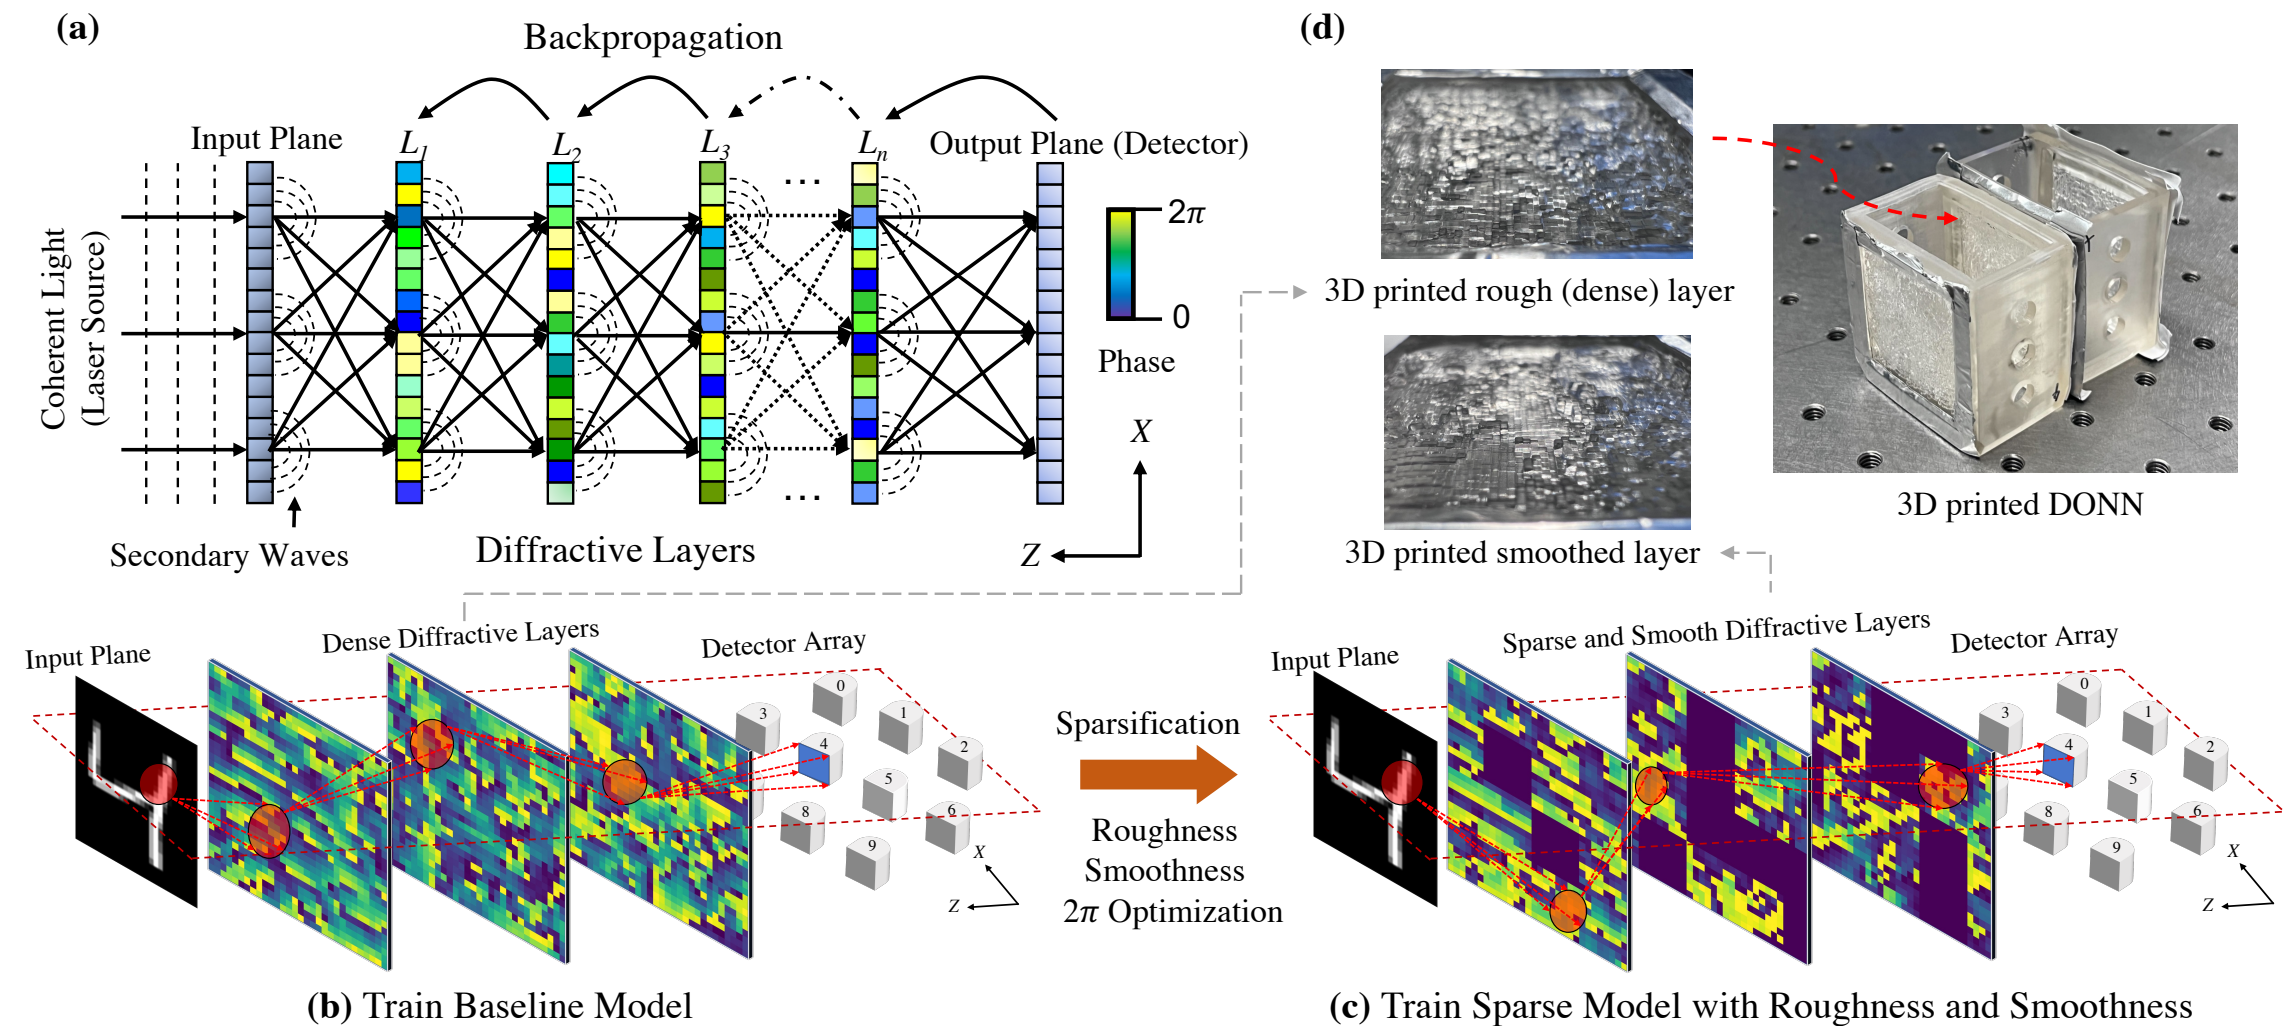 (a)
Backpropagation
Input Plane
L1
L2
L3
Ln
Output Plane (Detector)
...
Coherent Light
(Laser Source)
2π
0
Phase
...
X
Z
Secondary Waves
Diffractive Layers
(d)
3D printed rough (dense) layer
3D printed smoothed layer
3D printed DONN
Input Plane
Dense Diffractive Layers
Detector Array
0
1
2
3
4
5
6
8
9
X
Z
(b) Train Baseline Model
Sparsification
Roughness
Smoothness
2π Optimization
Input Plane
Sparse and Smooth Diffractive Layers
Detector Array
0
1
2
3
4
5
6
8
9
X
Z
(c) Train Sparse Model with Roughness and Smoothness